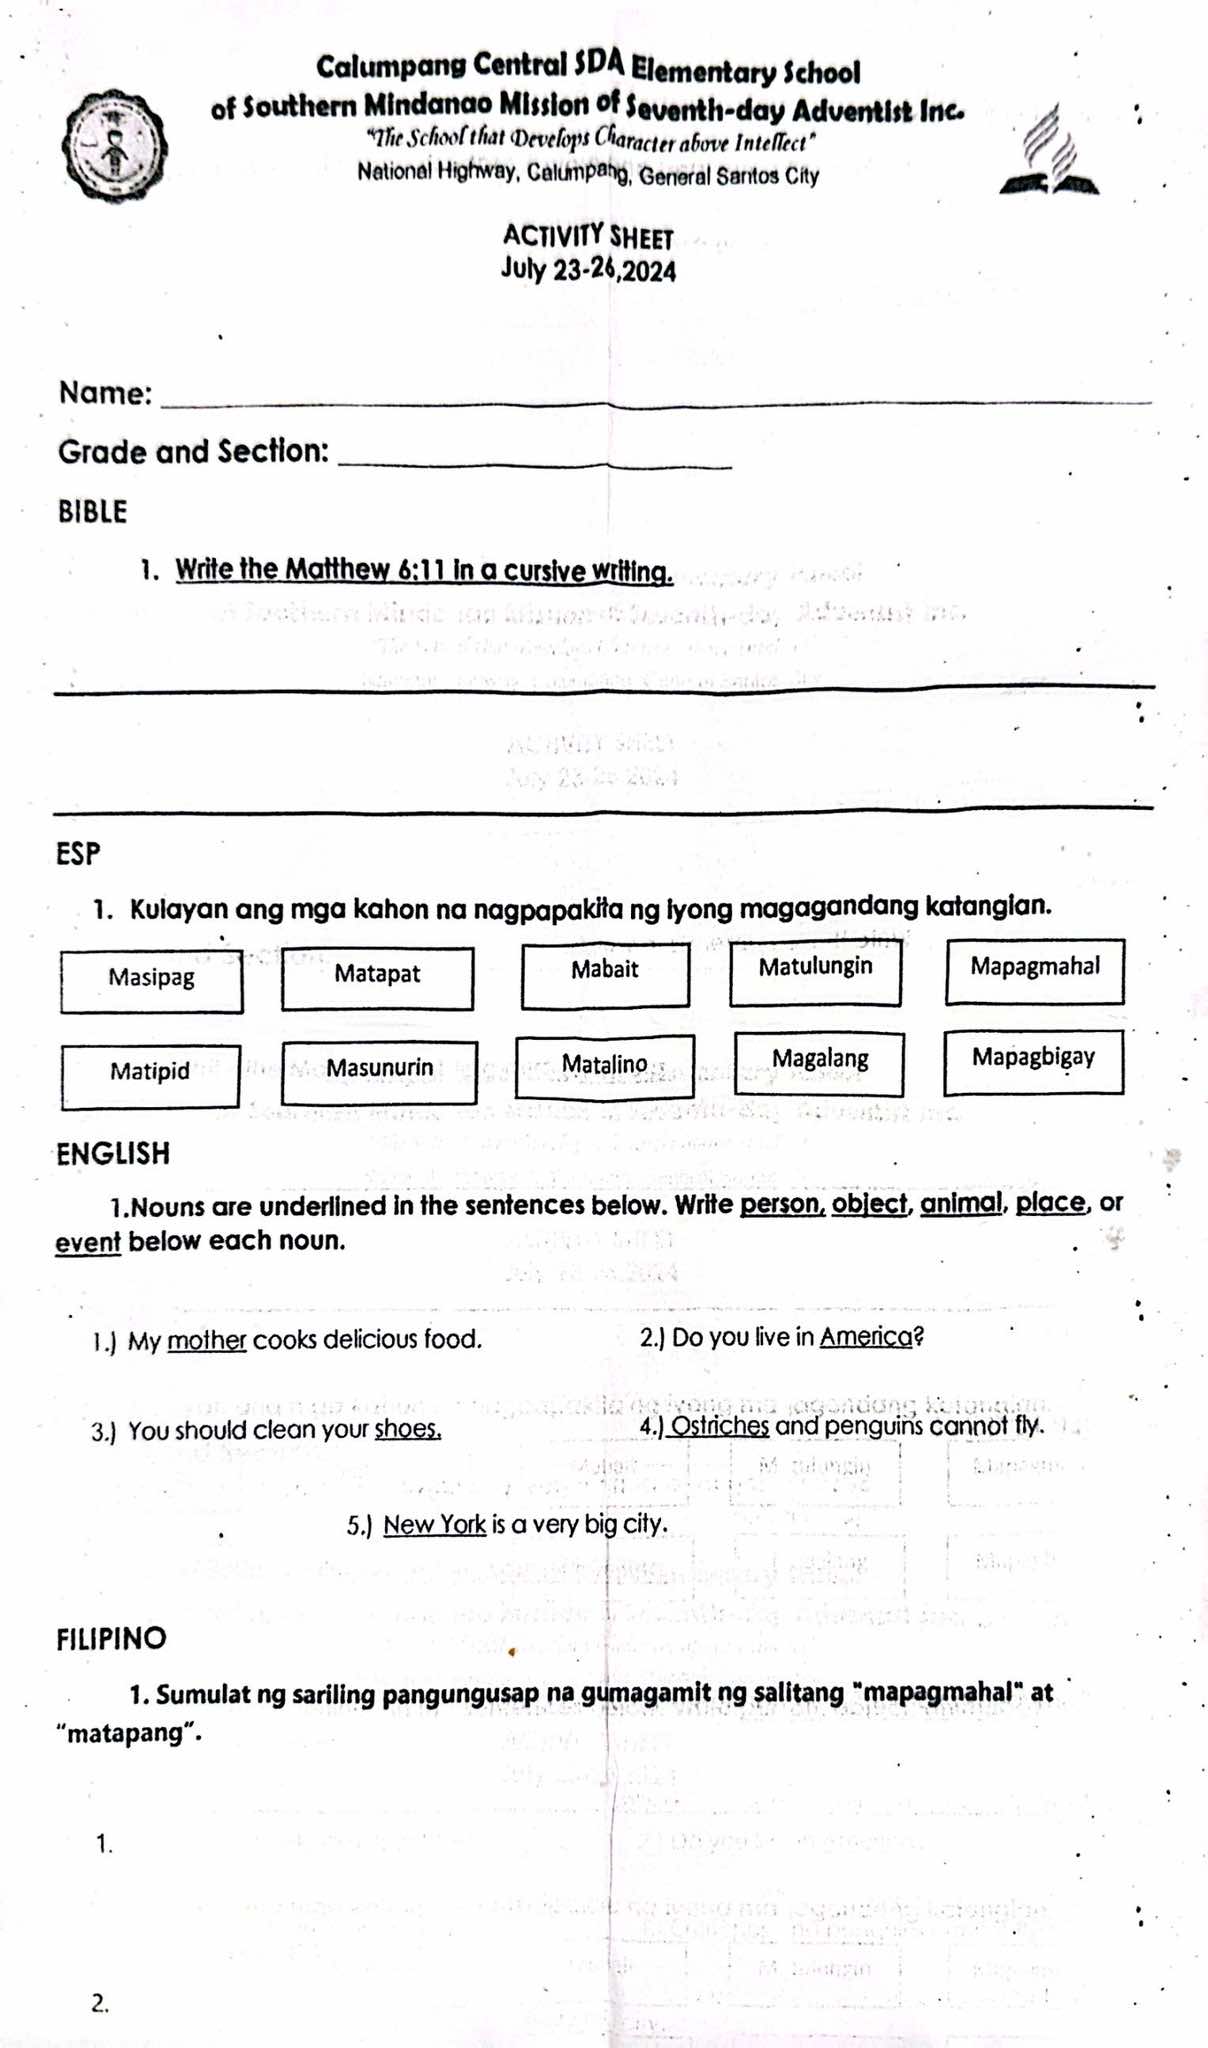 Calumpang Central SDA Elementary School
of Southern Mindanao Mission of Seventh-day Adventist Inc.
"The School that Develops Character above Intellect"
National Highway, Calumpang, General Santos City
ACTIVITY SHEET
July 23-26,2024
Name:
Grade and Section:
BIBLE
1. Write the Matthew 6:11 in a cursive writing.
ESP
1. Kulayan ang mga kahon na nagpapakita ng iyong magagandang katangian.
Masipag Matapat Mabait Matulungin Mapagmahal
Matipid Masunurin Matalino Magalang Mapagbigay
ENGLISH
1.Nouns are underlined in the sentences below. Write person, object, animal, place, or
event below each noun.
1.) My mother cooks delicious food. 2.) Do you live in America?
3.) You should clean your shoes. 4.) Ostriches and penguins cannot fly.
5.) New York is a very big city.
FILIPINO
1. Sumulat ng sariling pangungusap na gumagamit ng salitang "mapagmahal" at
"matapang".
1.
2.